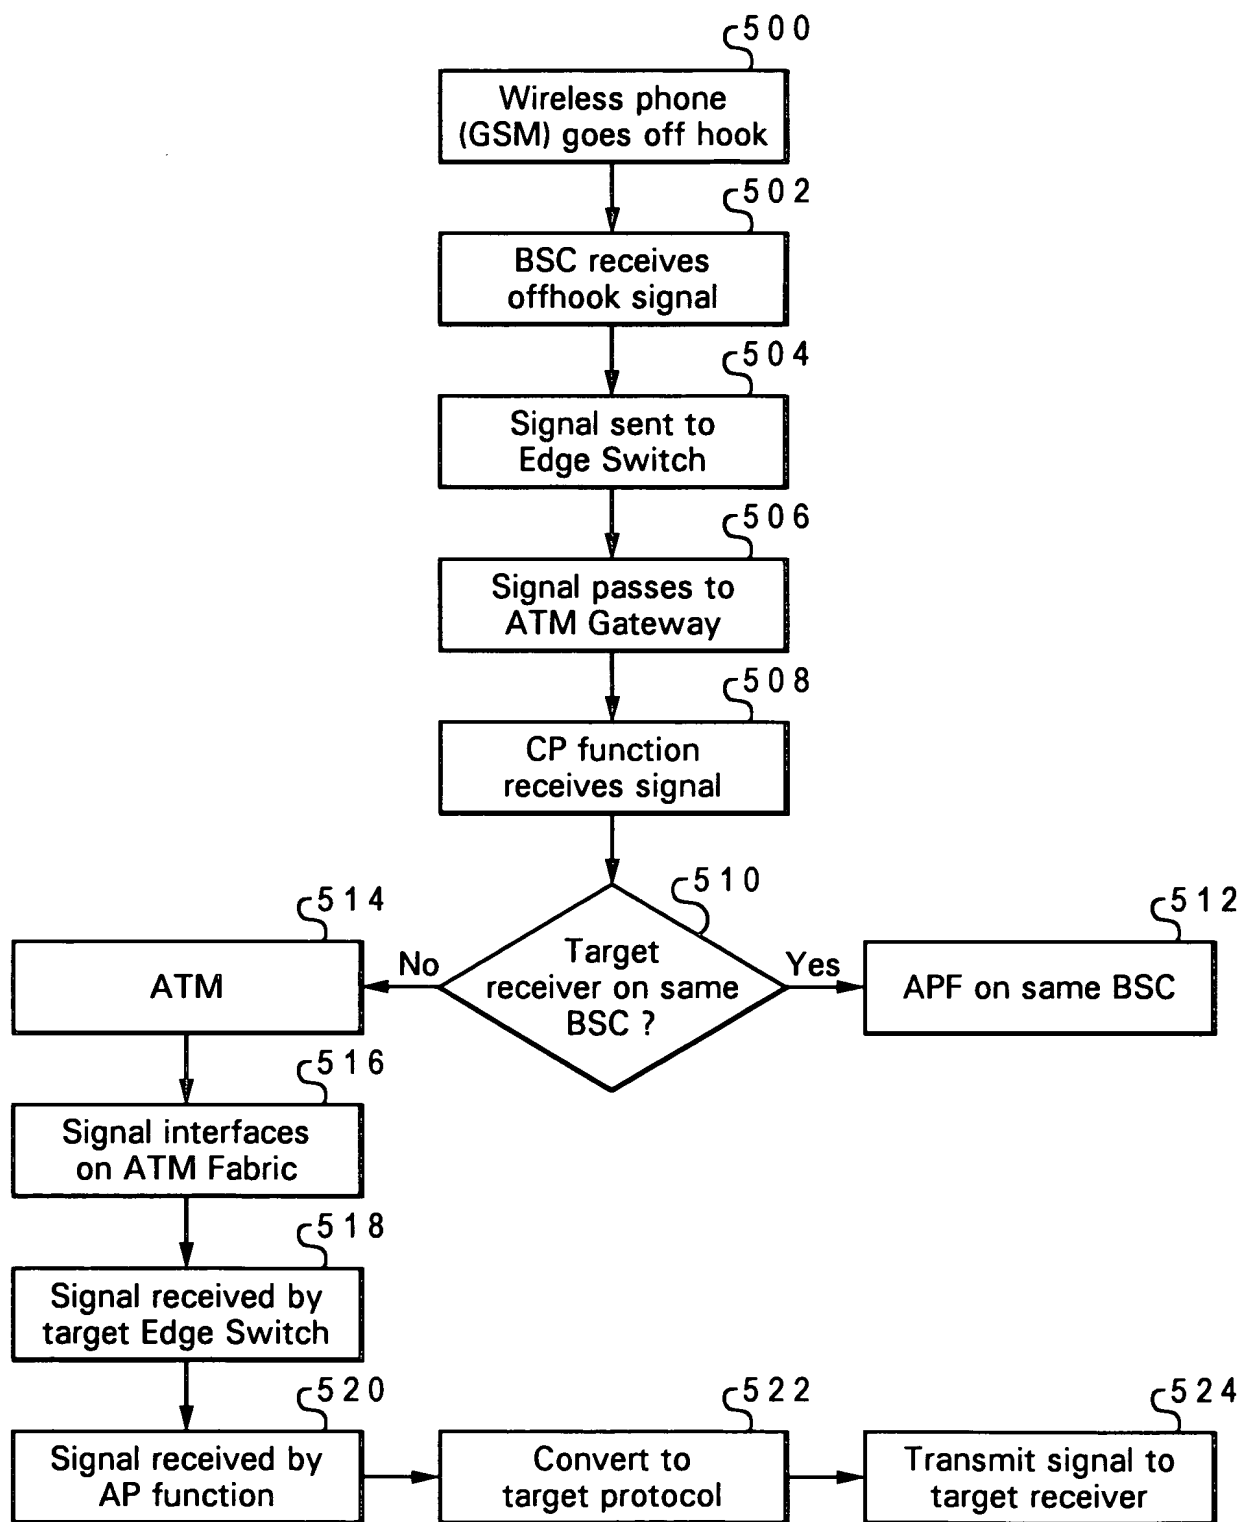 500
Wireless phone
(GSM) goes off hook
502
BSC receives
offhook signal
504
Signal sent to
Edge Switch
506
Signal passes to
ATM Gateway
508
CP function
receives signal
510
Target
receiver on same
BSC ?
No
Yes
514
ATM
512
APF on same BSC
516
Signal interfaces
on ATM Fabric
518
Signal received by
target Edge Switch
520
Signal received by
AP function
522
Convert to
target protocol
524
Transmit signal to
target receiver